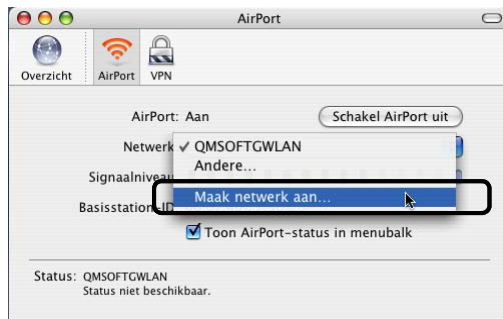 AirPort
Overzicht AirPort VPN
AirPort: Aan Schakel AirPort uit
Netwerk ✓ QMSOFTGWLAN
Andere...
Signaalniveau
Maak netwerk aan...
Basisstation-ID
Toon AirPort-status in menubalk
Status: QMSOFTGWLAN
Status niet beschikbaar.